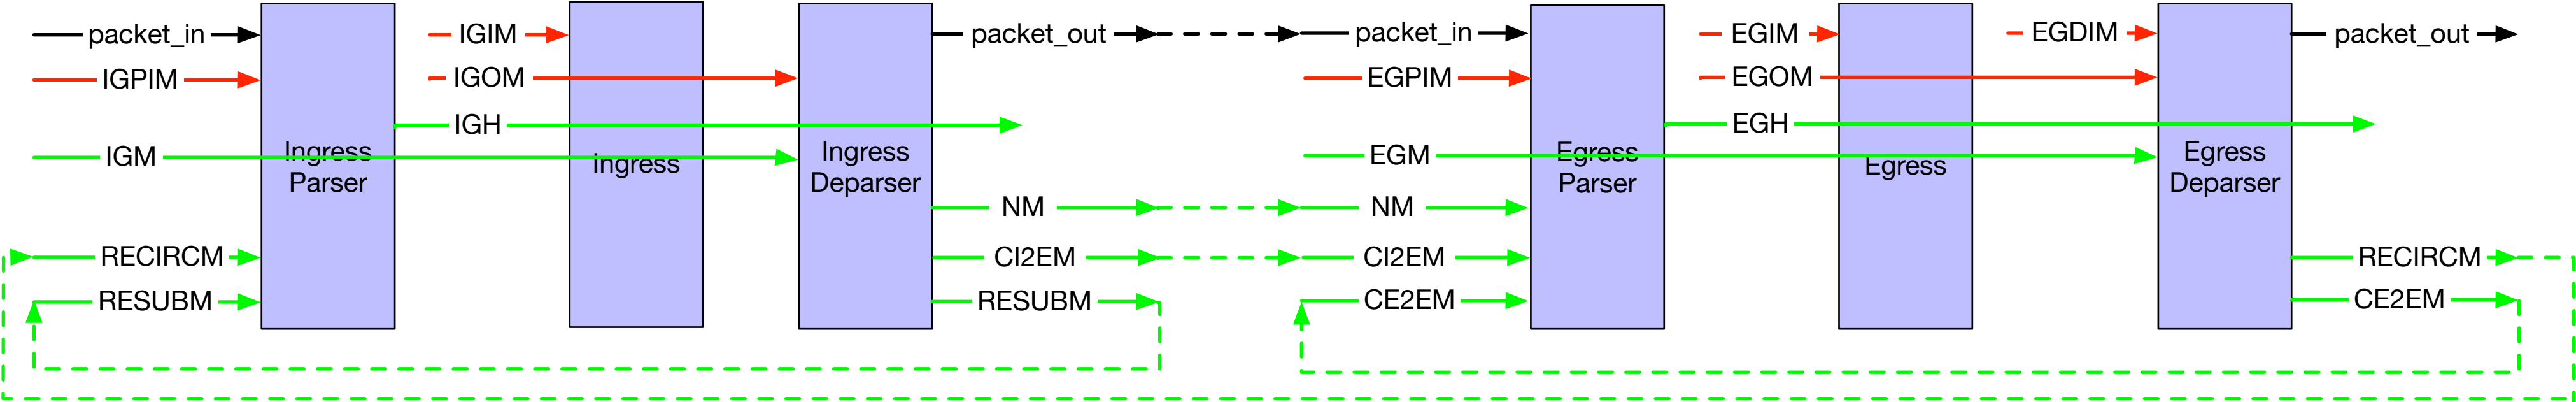 packet_in
IGIM
packet_out
packet_in
EGIM
EGDIM
packet_out
IGPIM
IGOM
EGPIM
EGOM
IGH
EGH
IGM
Ingress
Parser
Ingress
Ingress
Deparser
EGM
Egress
Parser
Egress
Egress
Deparser
NM
NM
RECIRCM
CI2EM
CI2EM
RECIRCM
RESUBM
RESUBM
CE2EM
CE2EM